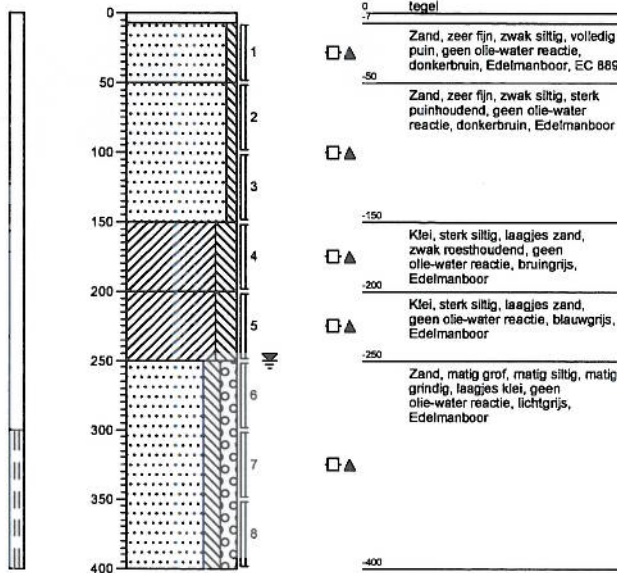 0
50
100
150
200
250
300
350
400
1
2
3
4
5
6
7
8
0
tegel
-7
Zand, zeer fijn, zwak siltig, volledig
puin, geen olie-water reactie,
donkerbruin, Edelmanboor, EC 889
-50
Zand, zeer fijn, zwak siltig, sterk
puinhoudend, geen olie-water
reactie, donkerbruin, Edelmanboor
-150
Klei, sterk siltig, laagjes zand,
zwak roesthoudend, geen
olie-water reactie, bruingrijs,
Edelmanboor
-200
Klei, sterk siltig, laagjes zand,
geen olie-water reactie, blauwgrijs,
Edelmanboor
-250
Zand, matig grof, matig siltig, matig
grindig, laagjes klei, geen
olie-water reactie, lichtgrijs,
Edelmanboor
-400